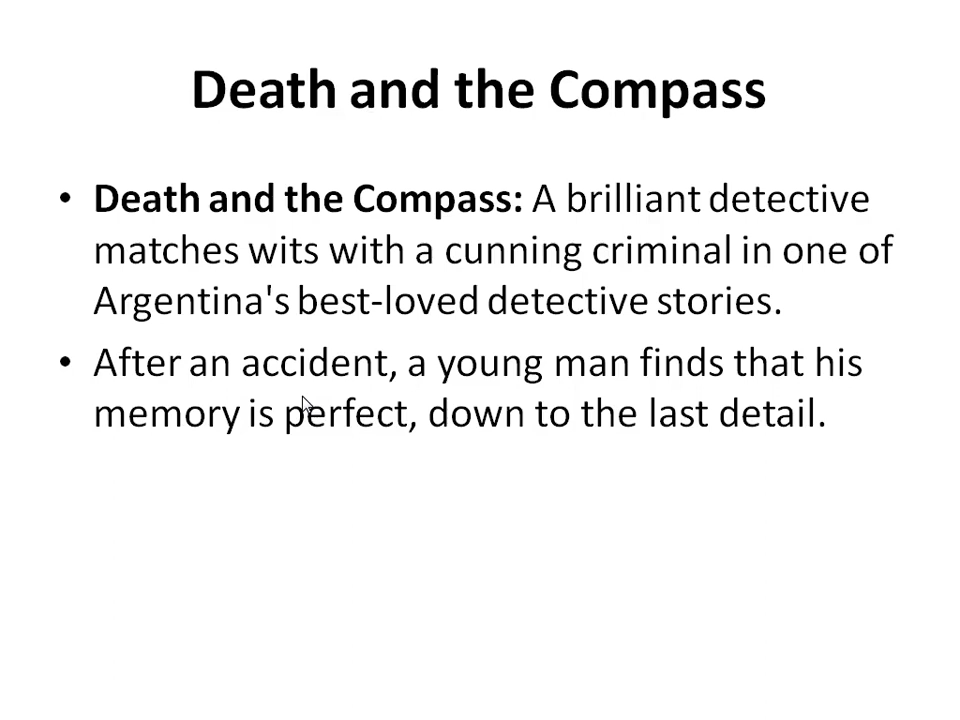 Death and the Compass
• Death and the Compass: A brilliant detective
matches wits with a cunning criminal in one of
Argentina's best-loved detective stories.
• After an accident, a young man finds that his
memory is perfect, down to the last detail.